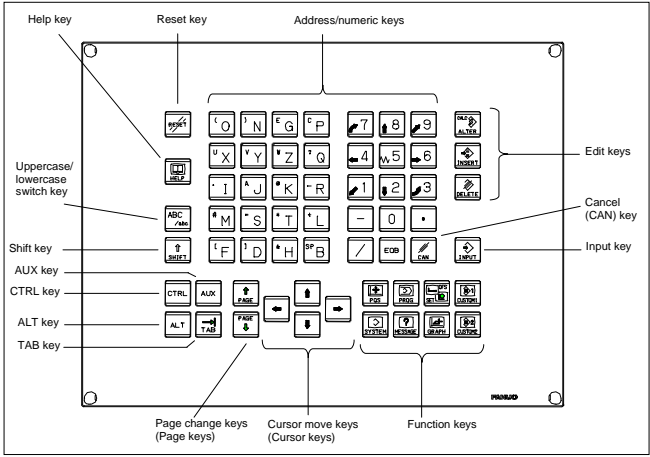 Help key
Reset key
Address/numeric keys
RESET
( O
) N
E G
C P
7
8
9
CALC ALTER
Edit keys
HELP
U X
V Y
W Z
? Q
4
5
6
INSERT
I
A J
@ K
R
1
2
3
DELETE
Uppercase/
lowercase
switch key
ABC
/abc
# M
= S
* T
+ L
-
0
.
Cancel
(CAN) key
Shift key
SHIFT
[ F
] D
& H
SP B
/
EOB
CAN
INPUT
Input key
AUX key
CTRL key
CTRL
AUX
PAGE
POS
PROG
OFS
SET
CUSTOM1
ALT key
ALT
TAB
PAGE
SYSTEM
MESSAGE
GRAPH
CUSTOM2
TAB key
FANUC
Page change keys
(Page keys)
Cursor move keys
(Cursor keys)
Function keys